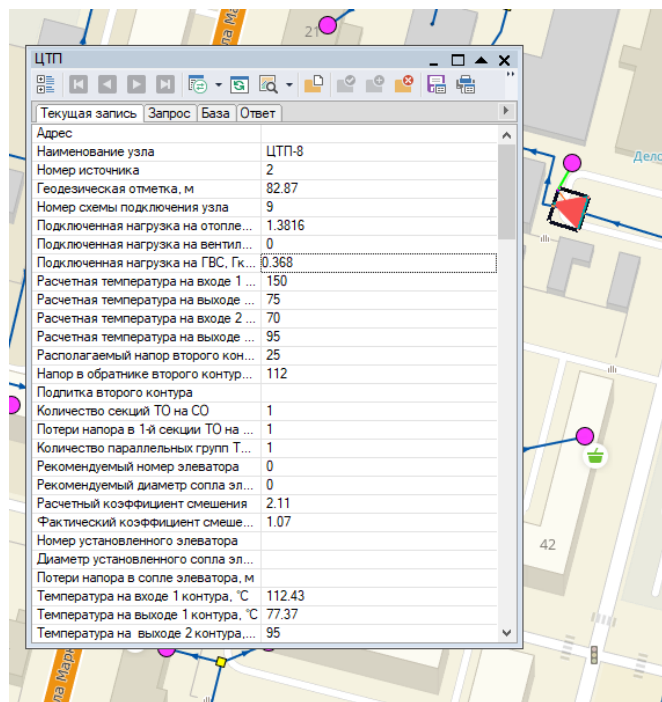 21
ЦТП
Текущая запись Запрос База Ответ
Адрес
Наименование узла ЦТП-8
Номер источника 2
Геодезическая отметка, м 82.87
Номер схемы подключения узла 9
Подключенная нагрузка на отопле... 1.3816
Подключенная нагрузка на вентил... 0
Подключенная нагрузка на ГВС, Гк... 0.368
Расчетная температура на входе 1 ... 150
Расчетная температура на выходе ... 75
Расчетная температура на входе 2 ... 70
Расчетная температура на выходе ... 95
Располагаемый напор второго кон... 25
Напор в обратнике второго контур... 112
Подпитка второго контура
Количество секций ТО на СО 1
Потери напора в 1-й секции ТО на ... 1
Количество параллельных групп Т... 1
Рекомендуемый номер элеватора 0
Рекомендуемый диаметр сопла эл... 0
Расчетный коэффициент смешения 2.11
Фактический коэффициент смеше... 1.07
Номер установленного элеватора
Диаметр установленного сопла эл...
Потери напора в сопле элеватора, м
Температура на входе 1 контура, °C 112.43
Температура на выходе 1 контура, °C 77.37
Температура на выходе 2 контура,... 95
Дело
42
ла Марк